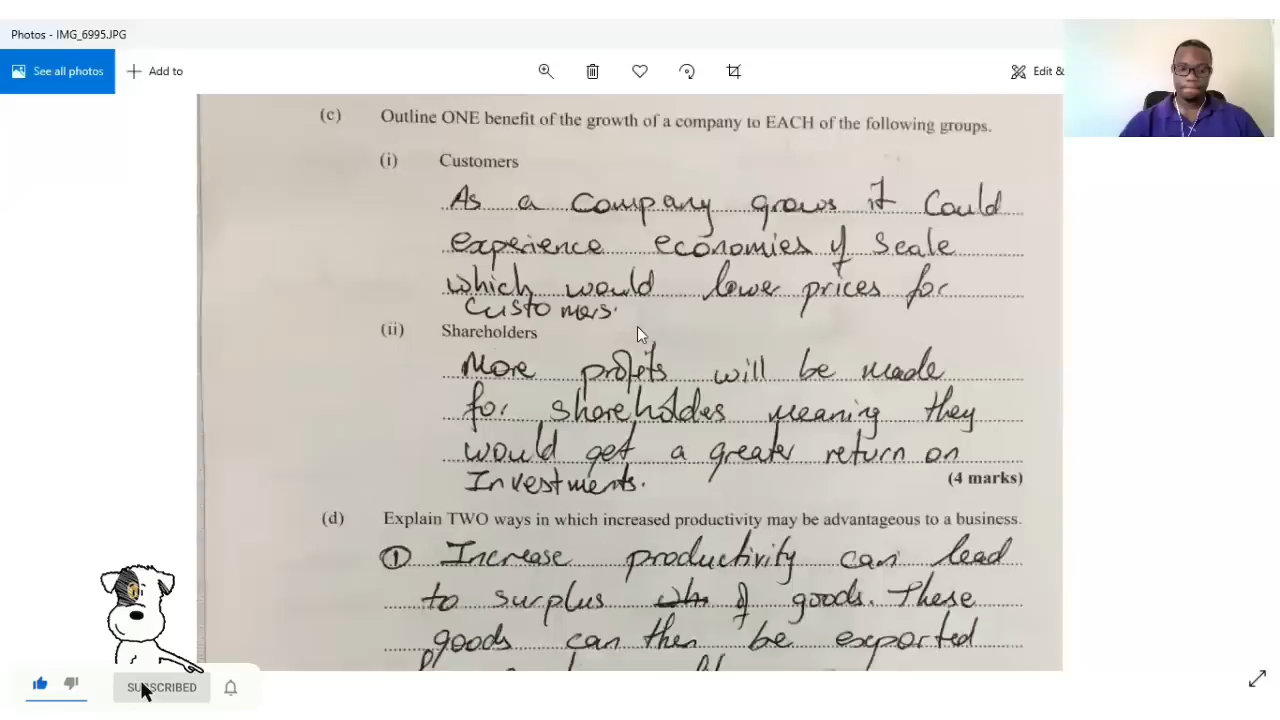 Photos - IMG_6995.JPG
See all photos
Add to
Edit &
(c) Outline ONE benefit of the growth of a company to EACH of the following groups.
(i) Customers
As a company grows it could
experience economies of scale
which would lower prices for
customers.
(ii) Shareholders
More profits will be made
for shareholdes meaning they
would get a greater return on
Investments.
(4 marks)
(d) Explain TWO ways in which increased productivity may be advantageous to a business.
① Increase productivity can lead
to surplus of goods. These
goods can then be exported
SUBSCRIBED